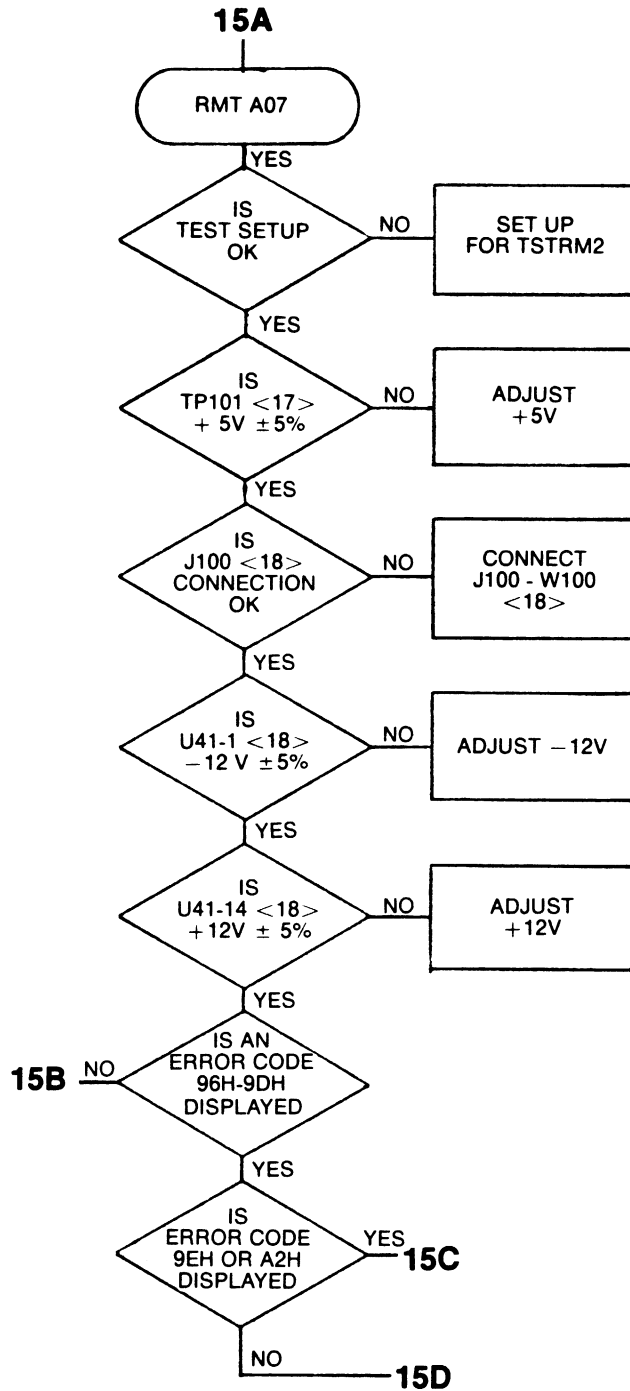 15A
RMT A07
YES
IS
TEST SETUP
OK
NO
SET UP
FOR TSTRM2
YES
IS
TP101 <17>
+ 5V ±5%
NO
ADJUST
+5V
YES
IS
J100 <18>
CONNECTION
OK
NO
CONNECT
J100 - W100
<18>
YES
IS
U41-1 <18>
−12 V ±5%
NO
ADJUST −12V
YES
IS
U41-14 <18>
+12V ± 5%
NO
ADJUST
+12V
YES
IS AN
ERROR CODE
96H-9DH
DISPLAYED
NO
15B
YES
IS
ERROR CODE
9EH OR A2H
DISPLAYED
YES
15C
NO
15D